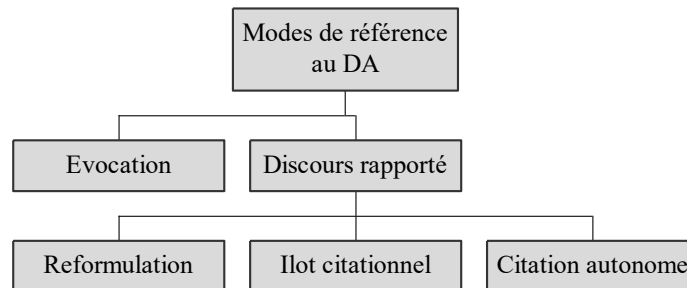 Modes de référence
au DA
Evocation
Discours rapporté
Reformulation
Ilot citationnel
Citation autonome